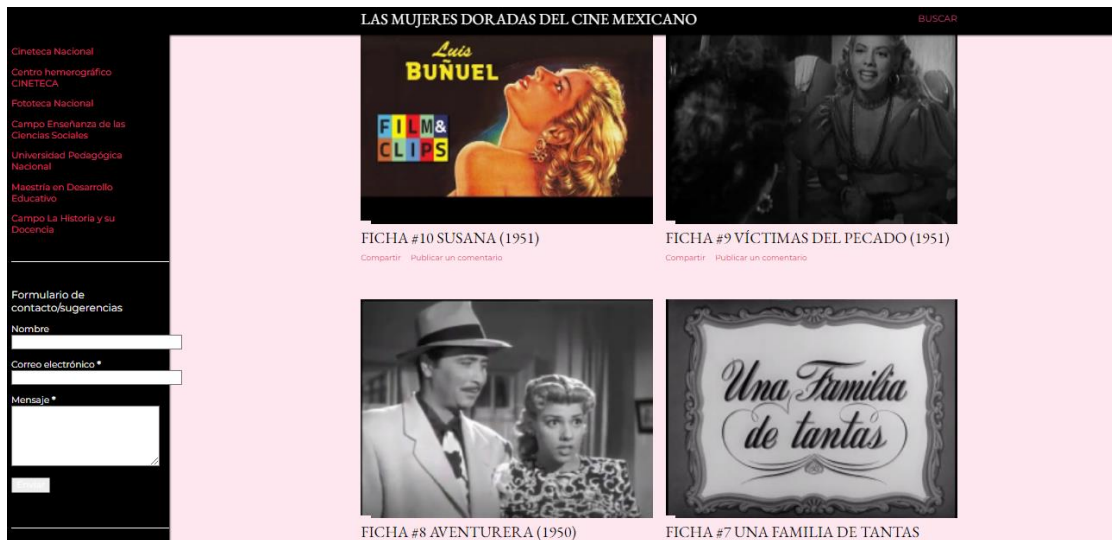 LAS MUJERES DORADAS DEL CINE MEXICANO
BUSCAR
Cineteca Nacional
Centro hemerográfico
CINETECA
Fototeca Nacional
Campo Enseñanza de las
Ciencias Sociales
Universidad Pedagógica
Nacional
Maestría en Desarrollo
Educativo
Campo La Historia y su
Docencia
Formulario de
contacto/sugerencias
Nombre
Correo electrónico *
Mensaje *
Enviar
Luis
BUÑUEL
FILM&
CLIPS
FICHA #10 SUSANA (1951)
Compartir Publicar un comentario
FICHA #9 VÍCTIMAS DEL PECADO (1951)
Compartir Publicar un comentario
FICHA #8 AVENTURERA (1950)
Una Familia
de tantas
FICHA #7 UNA FAMILIA DE TANTAS